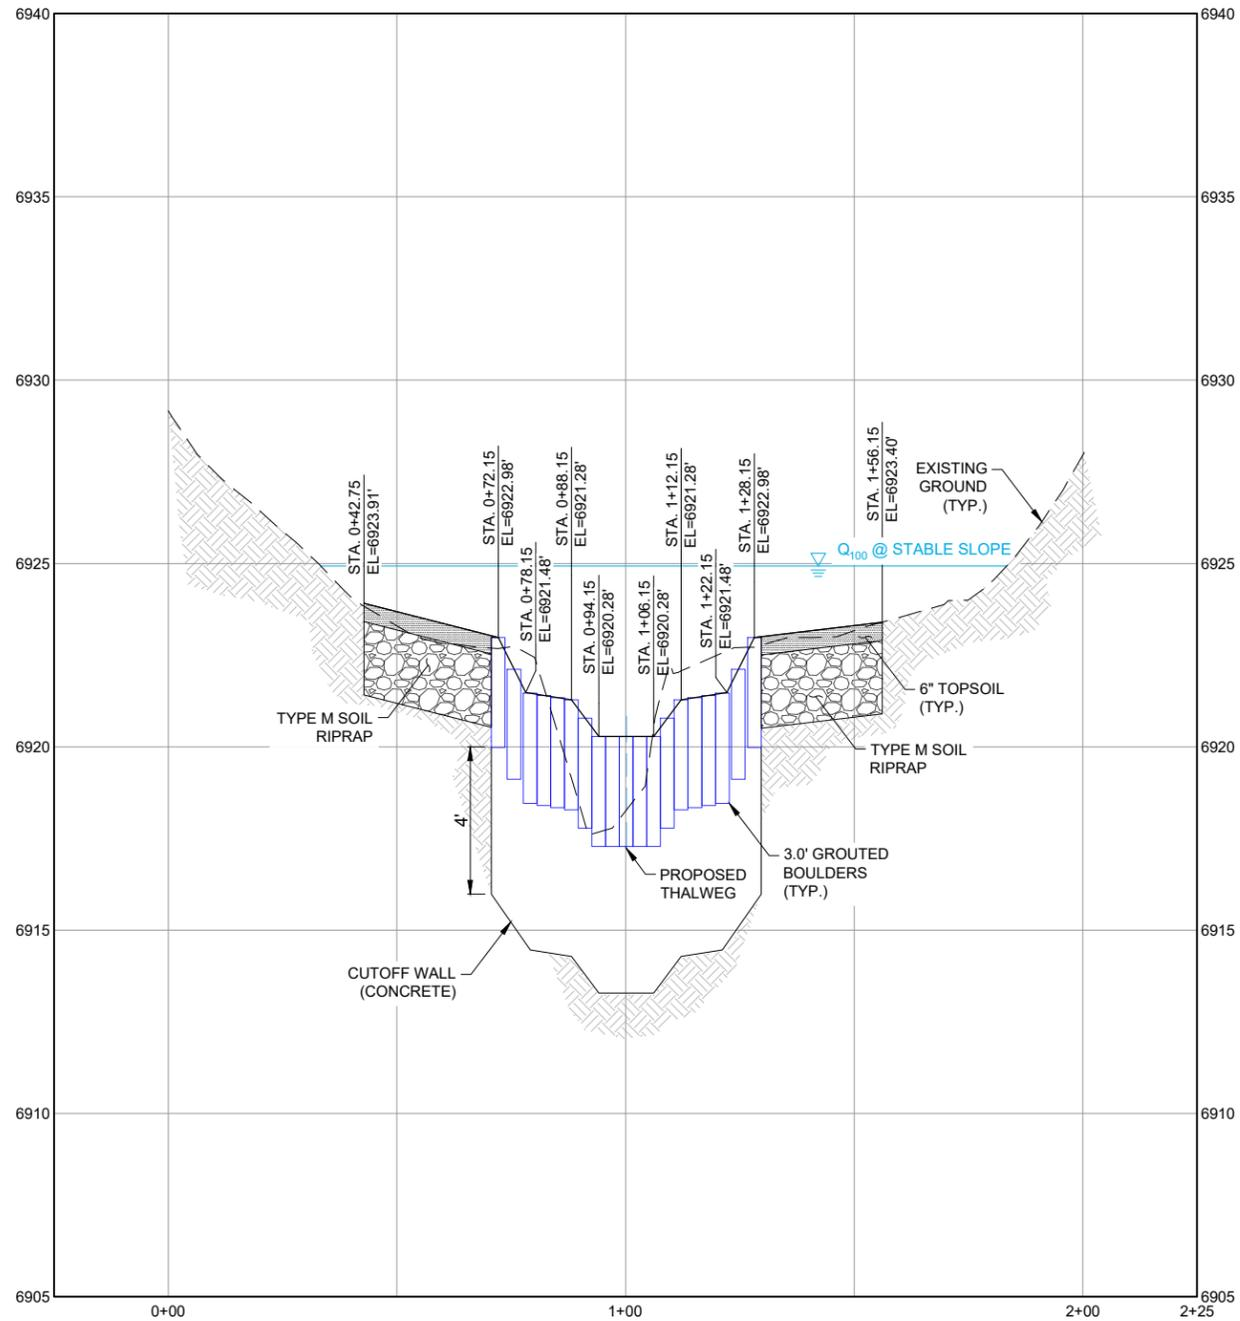 6940
6940
6935
6935
6930
6930
6925
6925
6920
6920
6915
6915
6910
6910
6905
6905
STA. 0+42.75
EL=6923.91'
STA. 0+72.15
EL=6922.98'
STA. 0+78.15
EL=6921.48'
STA. 0+88.15
EL=6921.28'
STA. 0+94.15
EL=6920.28'
STA. 1+06.15
EL=6920.28'
STA. 1+12.15
EL=6921.28'
STA. 1+22.15
EL=6921.48'
STA. 1+28.15
EL=6922.98'
STA. 1+56.15
EL=6923.40'
EXISTING
GROUND
(TYP.)
Q100 @ STABLE SLOPE
6" TOPSOIL
(TYP.)
TYPE M SOIL
RIPRAP
TYPE M SOIL
RIPRAP
4'
3.0' GROUTED
BOULDERS
(TYP.)
PROPOSED
THALWEG
CUTOFF WALL
(CONCRETE)
0+00
1+00
2+00
2+25